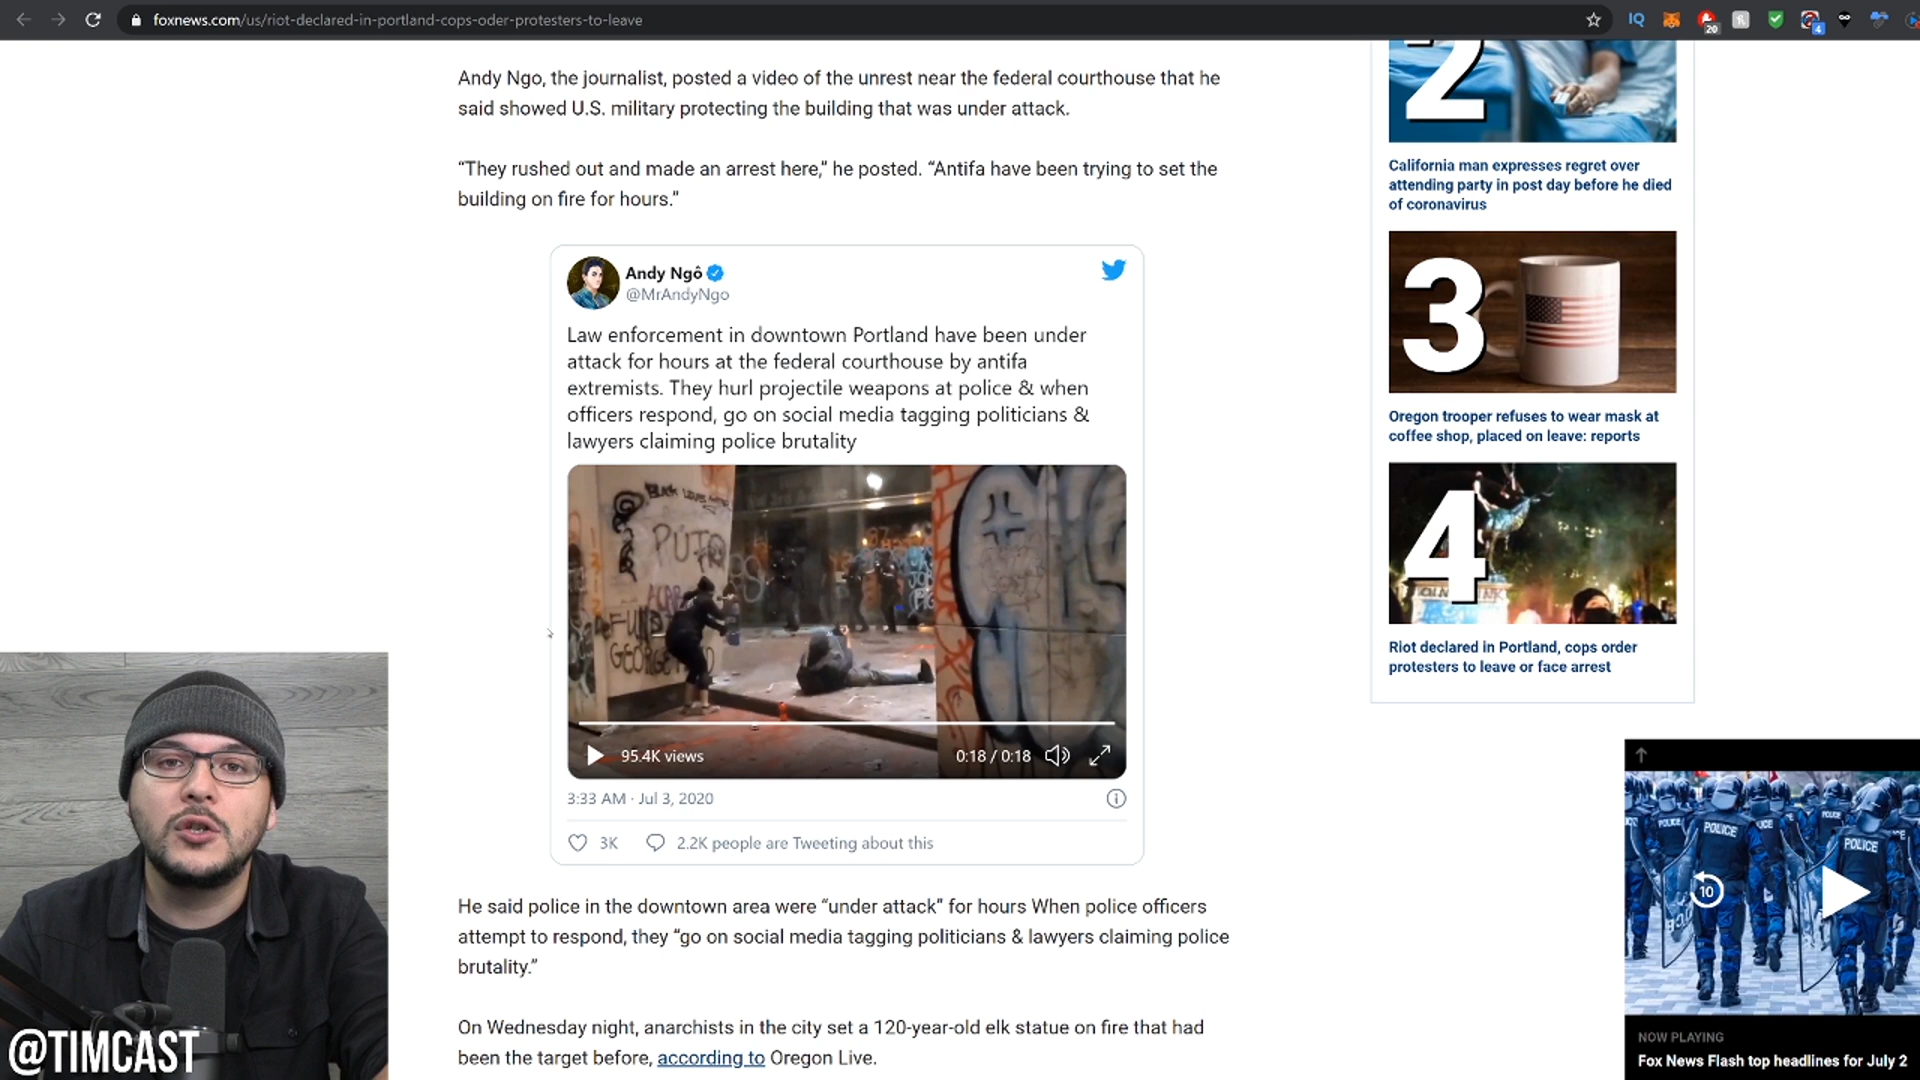 foxnews.com/us/riot-declared-in-portland-cops-oder-protesters-to-leave
IQ
20
4
Andy Ngo, the journalist, posted a video of the unrest near the federal courthouse that he
said showed U.S. military protecting the building that was under attack.
“They rushed out and made an arrest here,” he posted. “Antifa have been trying to set the
building on fire for hours.”
Andy Ngô
@MrAndyNgo
Law enforcement in downtown Portland have been under
attack for hours at the federal courthouse by antifa
extremists. They hurl projectile weapons at police & when
officers respond, go on social media tagging politicians &
lawyers claiming police brutality
BLACK LIVES
PUTA
ACAB
GEORGE
95.4K views
0:18 / 0:18
3:33 AM · Jul 3, 2020
3K
2.2K people are Tweeting about this
He said police in the downtown area were “under attack” for hours When police officers
attempt to respond, they “go on social media tagging politicians & lawyers claiming police
brutality.”
On Wednesday night, anarchists in the city set a 120-year-old elk statue on fire that had
been the target before, according to Oregon Live.
2
California man expresses regret over
attending party in post day before he died
of coronavirus
3
Oregon trooper refuses to wear mask at
coffee shop, placed on leave: reports
4
Riot declared in Portland, cops order
protesters to leave or face arrest
POLICE
POLICE
POLICE
10
NOW PLAYING
Fox News Flash top headlines for July 2
@TIMCAST